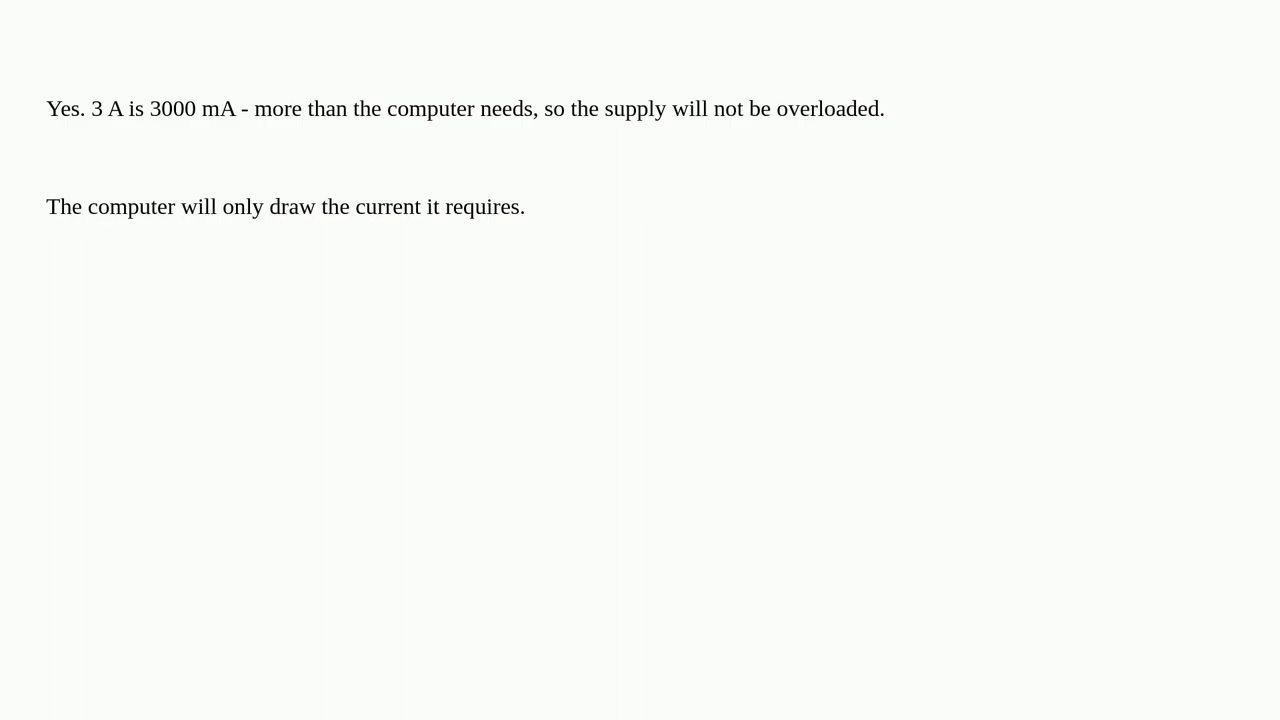 Yes. 3 A is 3000 mA - more than the computer needs, so the supply will not be overloaded.
The computer will only draw the current it requires.